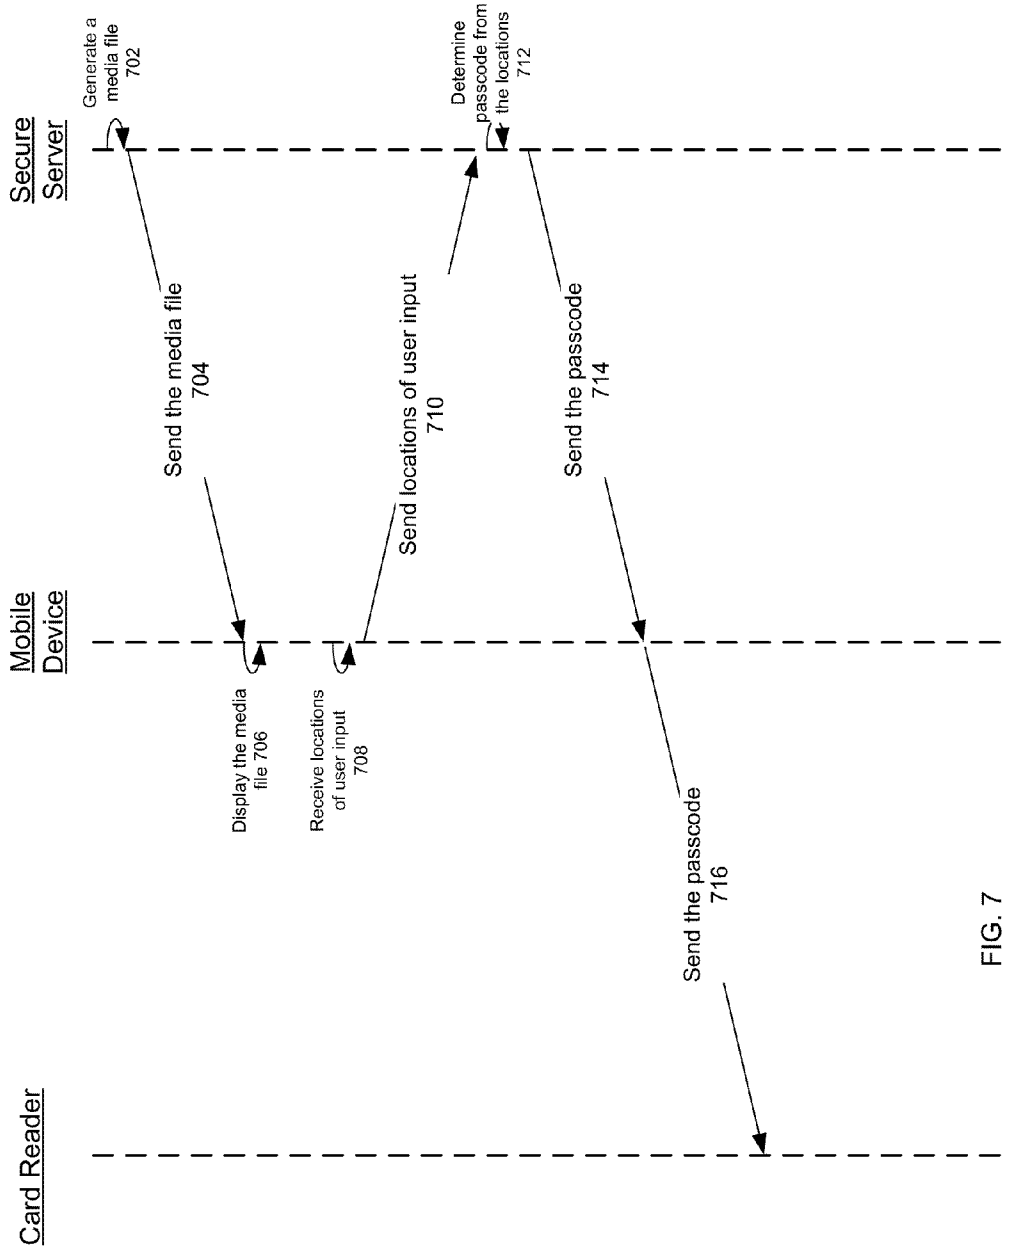 Card Reader
Mobile
Device
Secure
Server
Generate a
media file
702
Send the media file
704
Display the media
file 706
Receive locations
of user input
708
Send locations of user input
710
Determine
passcode from
the locations
712
Send the passcode
714
Send the passcode
716
FIG. 7